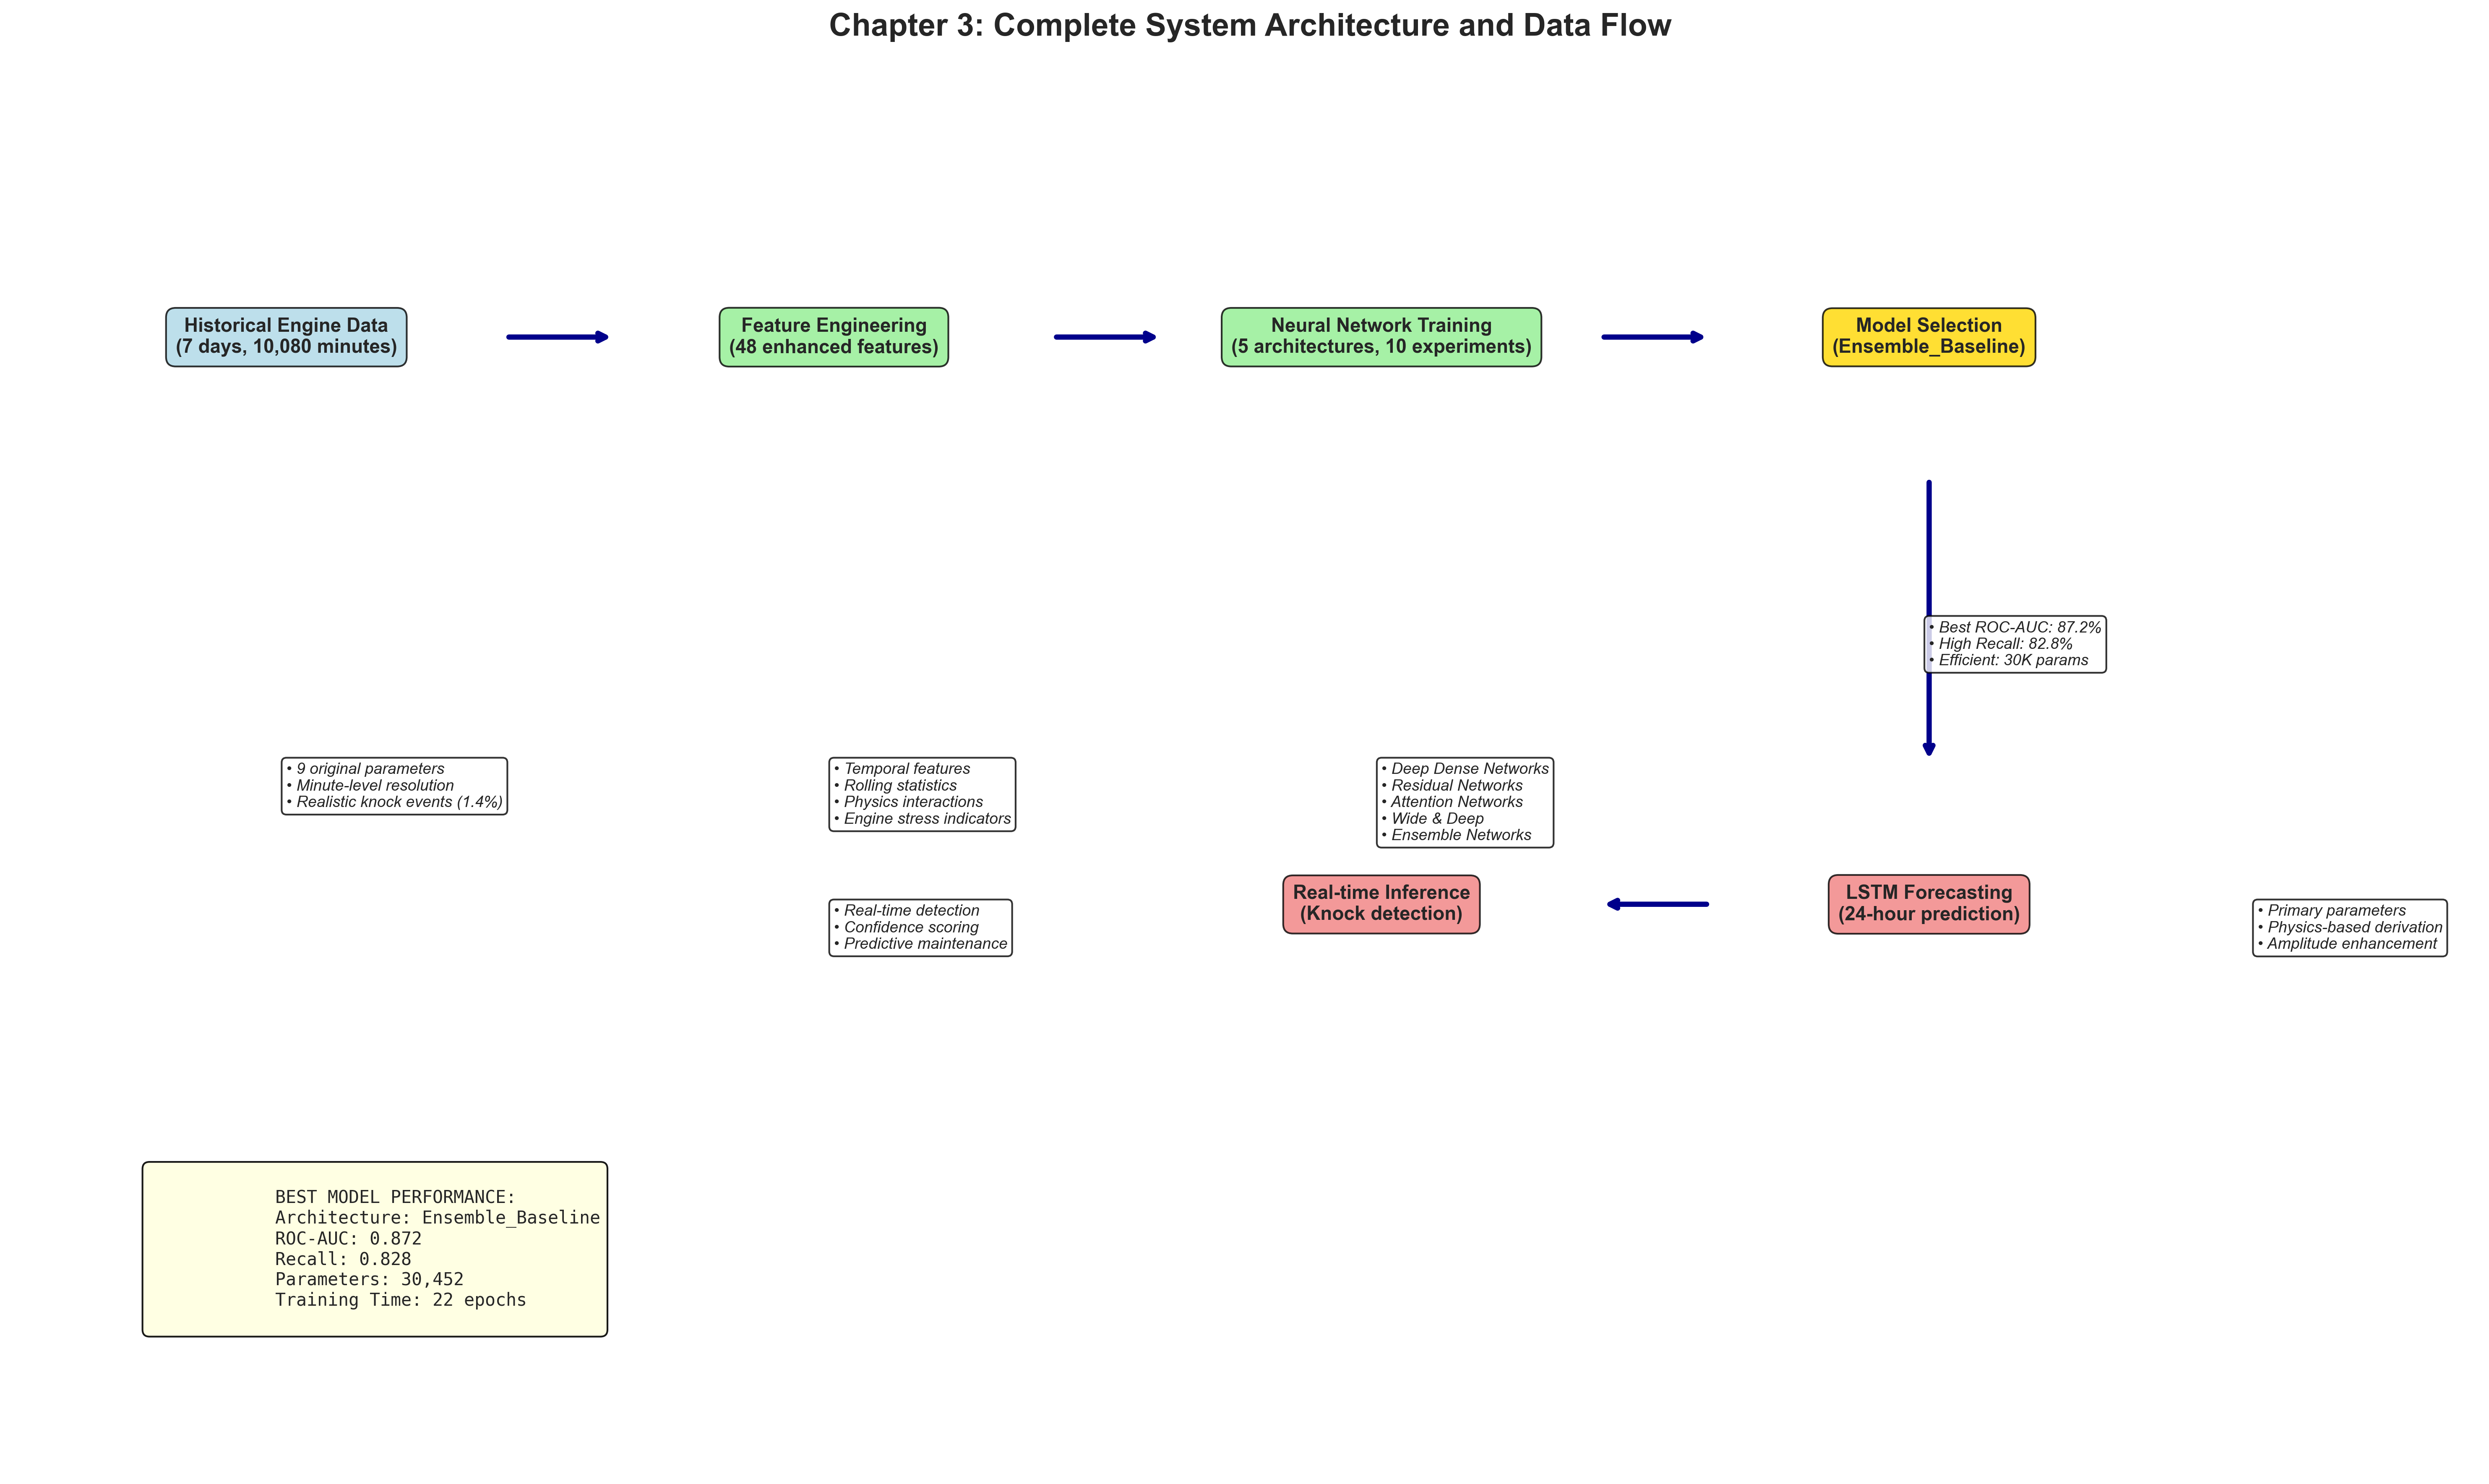 Chapter 3: Complete System Architecture and Data Flow
Historical Engine Data
(7 days, 10,080 minutes)
Feature Engineering
(48 enhanced features)
Neural Network Training
(5 architectures, 10 experiments)
Model Selection
(Ensemble_Baseline)
• Best ROC-AUC: 87.2%
• High Recall: 82.8%
• Efficient: 30K params
• 9 original parameters
• Minute-level resolution
• Realistic knock events (1.4%)
• Temporal features
• Rolling statistics
• Physics interactions
• Engine stress indicators
• Deep Dense Networks
• Residual Networks
• Attention Networks
• Wide & Deep
• Ensemble Networks
• Real-time detection
• Confidence scoring
• Predictive maintenance
Real-time Inference
(Knock detection)
LSTM Forecasting
(24-hour prediction)
• Primary parameters
• Physics-based derivation
• Amplitude enhancement
BEST MODEL PERFORMANCE:
Architecture: Ensemble_Baseline
ROC-AUC: 0.872
Recall: 0.828
Parameters: 30,452
Training Time: 22 epochs